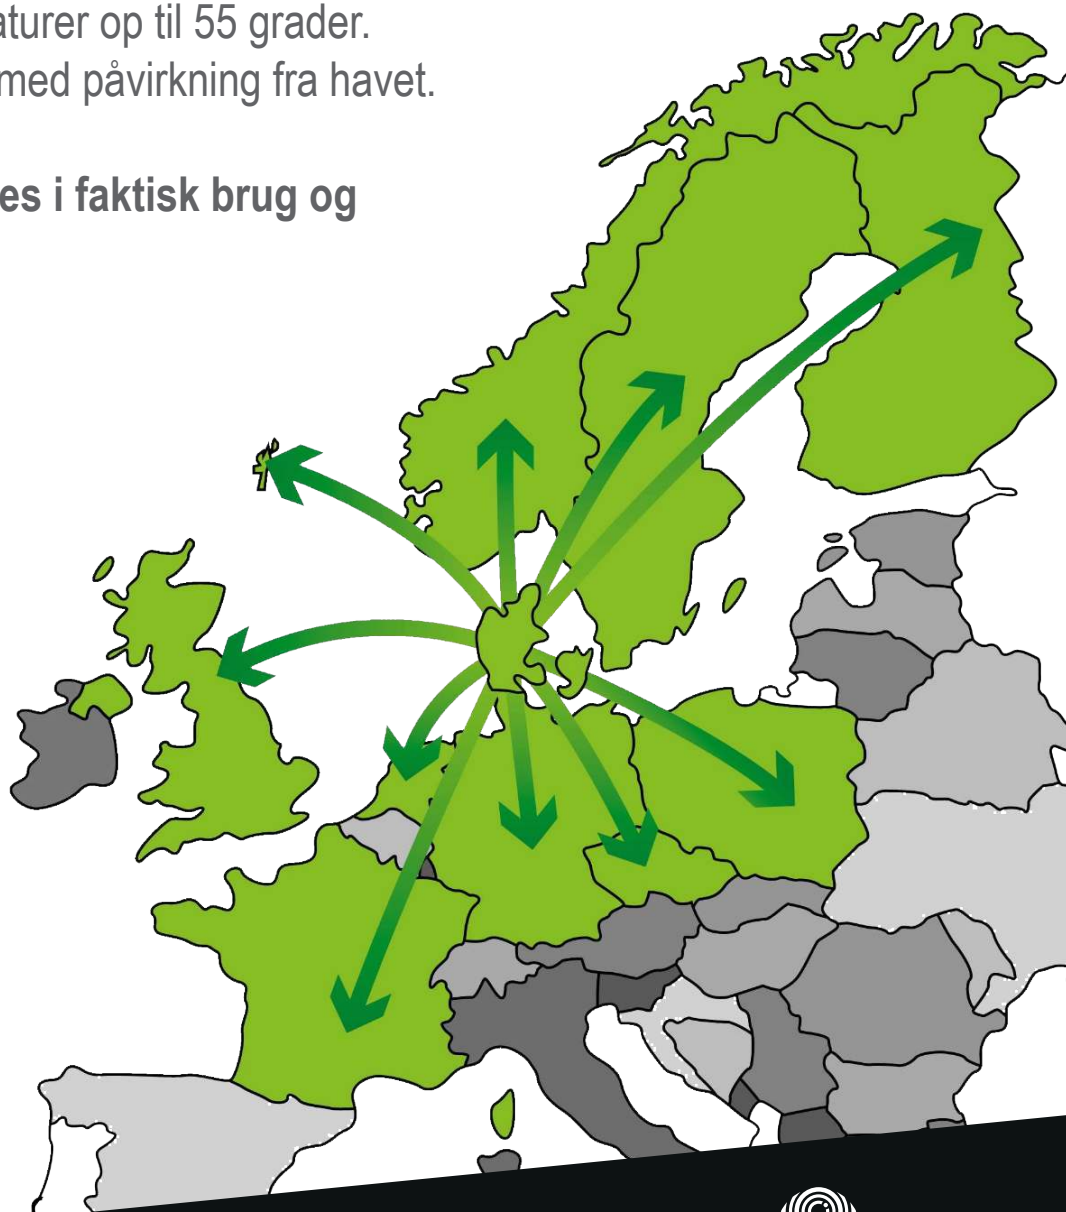 aturer op til 55 grader.
med påvirkning fra havet.
es i faktisk brug og